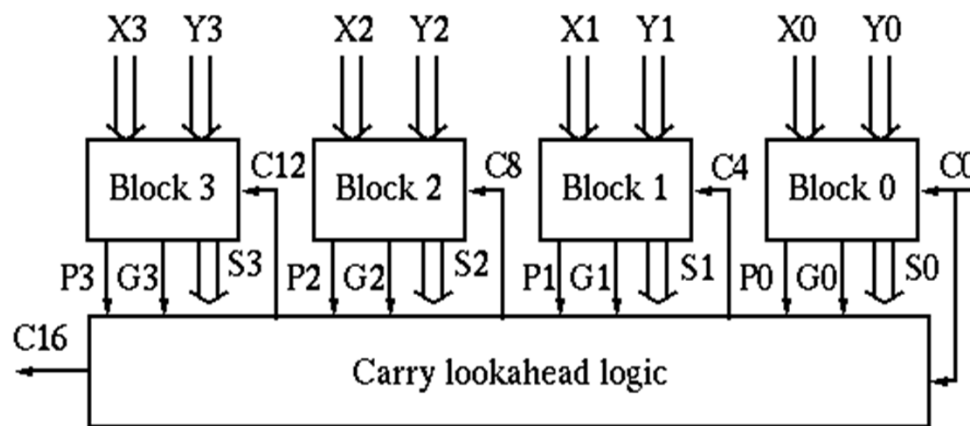 X3 Y3 X2 Y2 X1 Y1 X0 Y0
C12 C8 C4 C0
Block 3 Block 2 Block 1 Block 0
P3 G3 S3 P2 G2 S2 P1 G1 S1 P0 G0 S0
C16
Carry lookahead logic